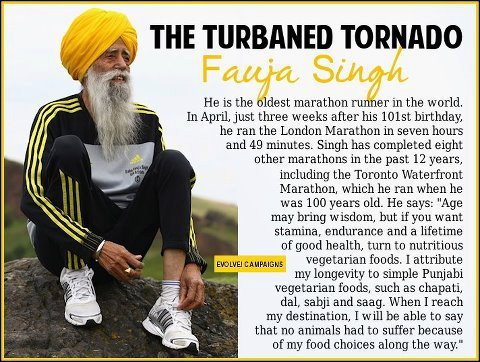 THE TURBANED TORNADO
Fauja Singh
He is the oldest marathon runner in the world.
In April, just three weeks after his 101st birthday,
he ran the London Marathon in seven hours
and 49 minutes. Singh has completed eight
other marathons in the past 12 years,
including the Toronto Waterfront
Marathon, which he ran when he
was 100 years old. He says: "Age
may bring wisdom, but if you want
stamina, endurance and a lifetime
of good health, turn to nutritious
vegetarian foods. I attribute
my longevity to simple Punjabi
vegetarian foods, such as chapati,
dal, sabji and saag. When I reach
my destination, I will be able to say
that no animals had to suffer because
of my food choices along the way."
EVOLVE! CAMPAIGNS
adidas